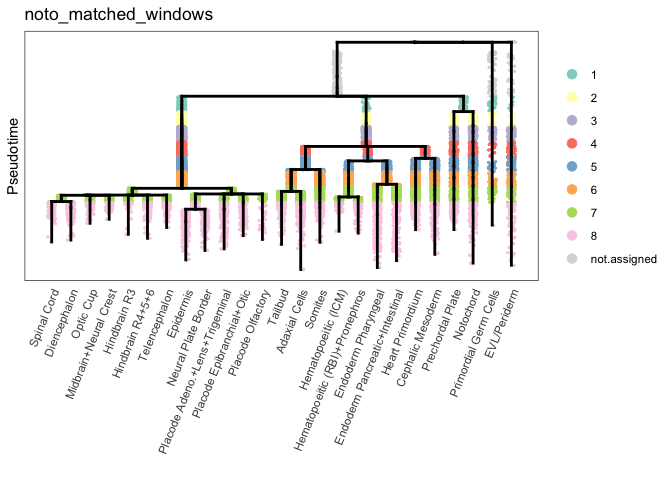 noto_matched_windows
Pseudotime
1
2
3
4
5
6
7
8
not.assigned
Spinal Cord
Diencephalon
Optic Cup
Midbrain+Neural Crest
Hindbrain R3
Hindbrain R4+5+6
Telencephalon
Epidermis
Neural Plate Border
Placode Adeno.+Lens+Trigeminal
Placode Epibranchial+Otic
Placode Olfactory
Tailbud
Adaxial Cells
Somites
Hematopoeitic (ICM)
Hematopoeitic (RBI)+Pronephros
Endoderm Pharyngeal
Endoderm Pancreatic+Intestinal
Heart Primordium
Cephalic Mesoderm
Prechordal Plate
Notochord
Primordial Germ Cells
EVL/Periderm